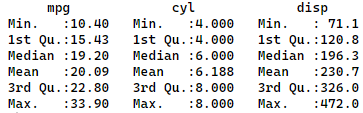 mpg cyl disp
Min. :10.40 Min. :4.000 Min. : 71.1
1st Qu.:15.43 1st Qu.:4.000 1st Qu.:120.8
Median :19.20 Median :6.000 Median :196.3
Mean :20.09 Mean :6.188 Mean :230.7
3rd Qu.:22.80 3rd Qu.:8.000 3rd Qu.:326.0
Max. :33.90 Max. :8.000 Max. :472.0